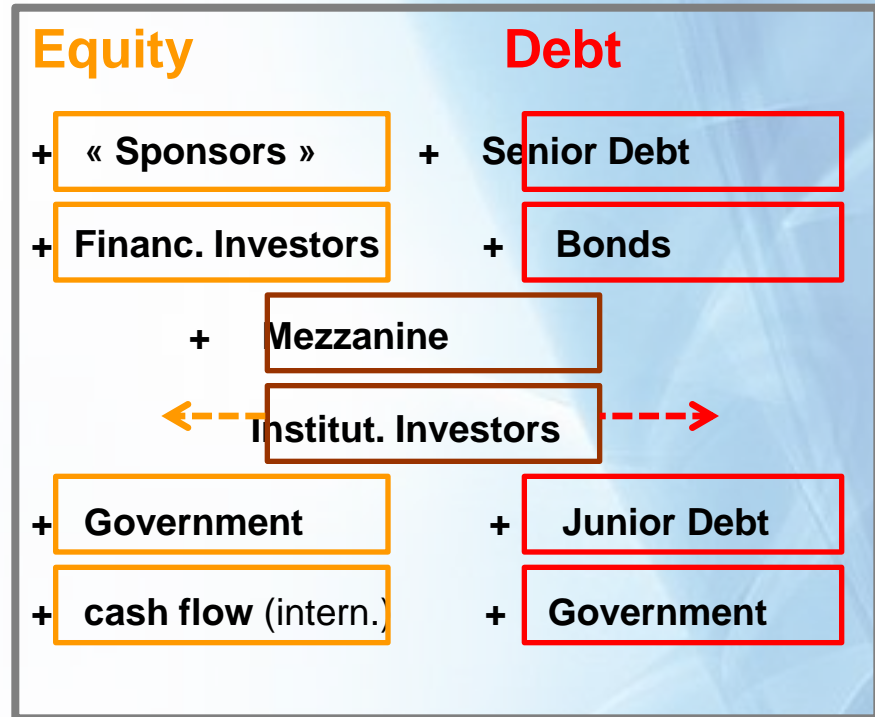 Equity Debt
+ « Sponsors » + Senior Debt
+ Financ. Investors + Bonds
+ Mezzanine
Institut. Investors
+ Government + Junior Debt
+ cash flow (intern.) + Government